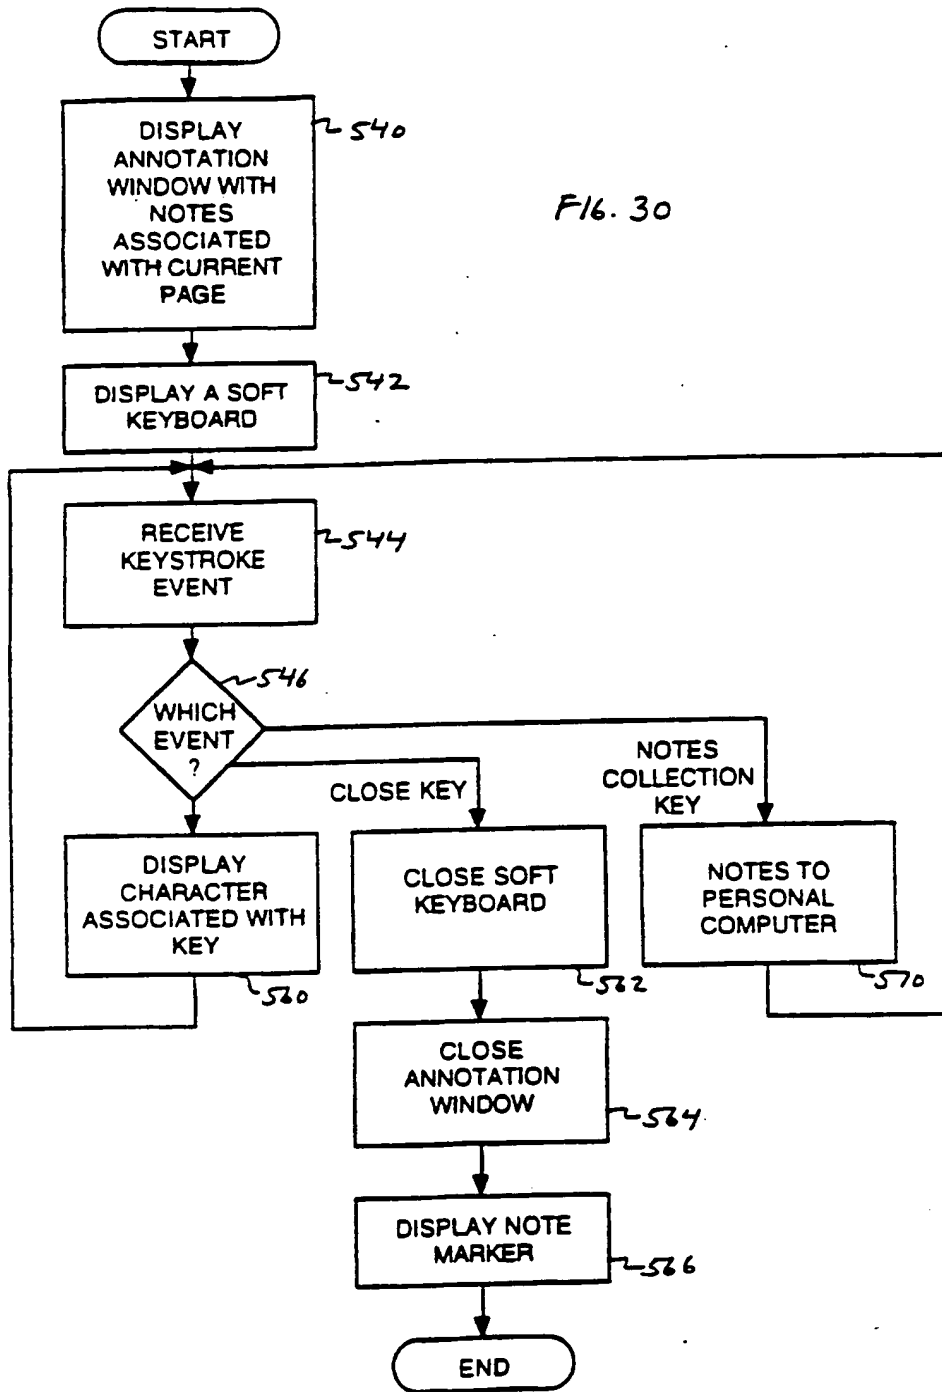 START
DISPLAY
ANNOTATION
WINDOW WITH
NOTES
ASSOCIATED
WITH CURRENT
PAGE
540
FIG. 30
DISPLAY A SOFT
KEYBOARD
542
RECEIVE
KEYSTROKE
EVENT
544
WHICH
EVENT
?
546
CLOSE KEY
NOTES
COLLECTION
KEY
DISPLAY
CHARACTER
ASSOCIATED WITH
KEY
560
CLOSE SOFT
KEYBOARD
562
NOTES TO
PERSONAL
COMPUTER
570
CLOSE
ANNOTATION
WINDOW
564
DISPLAY NOTE
MARKER
566
END